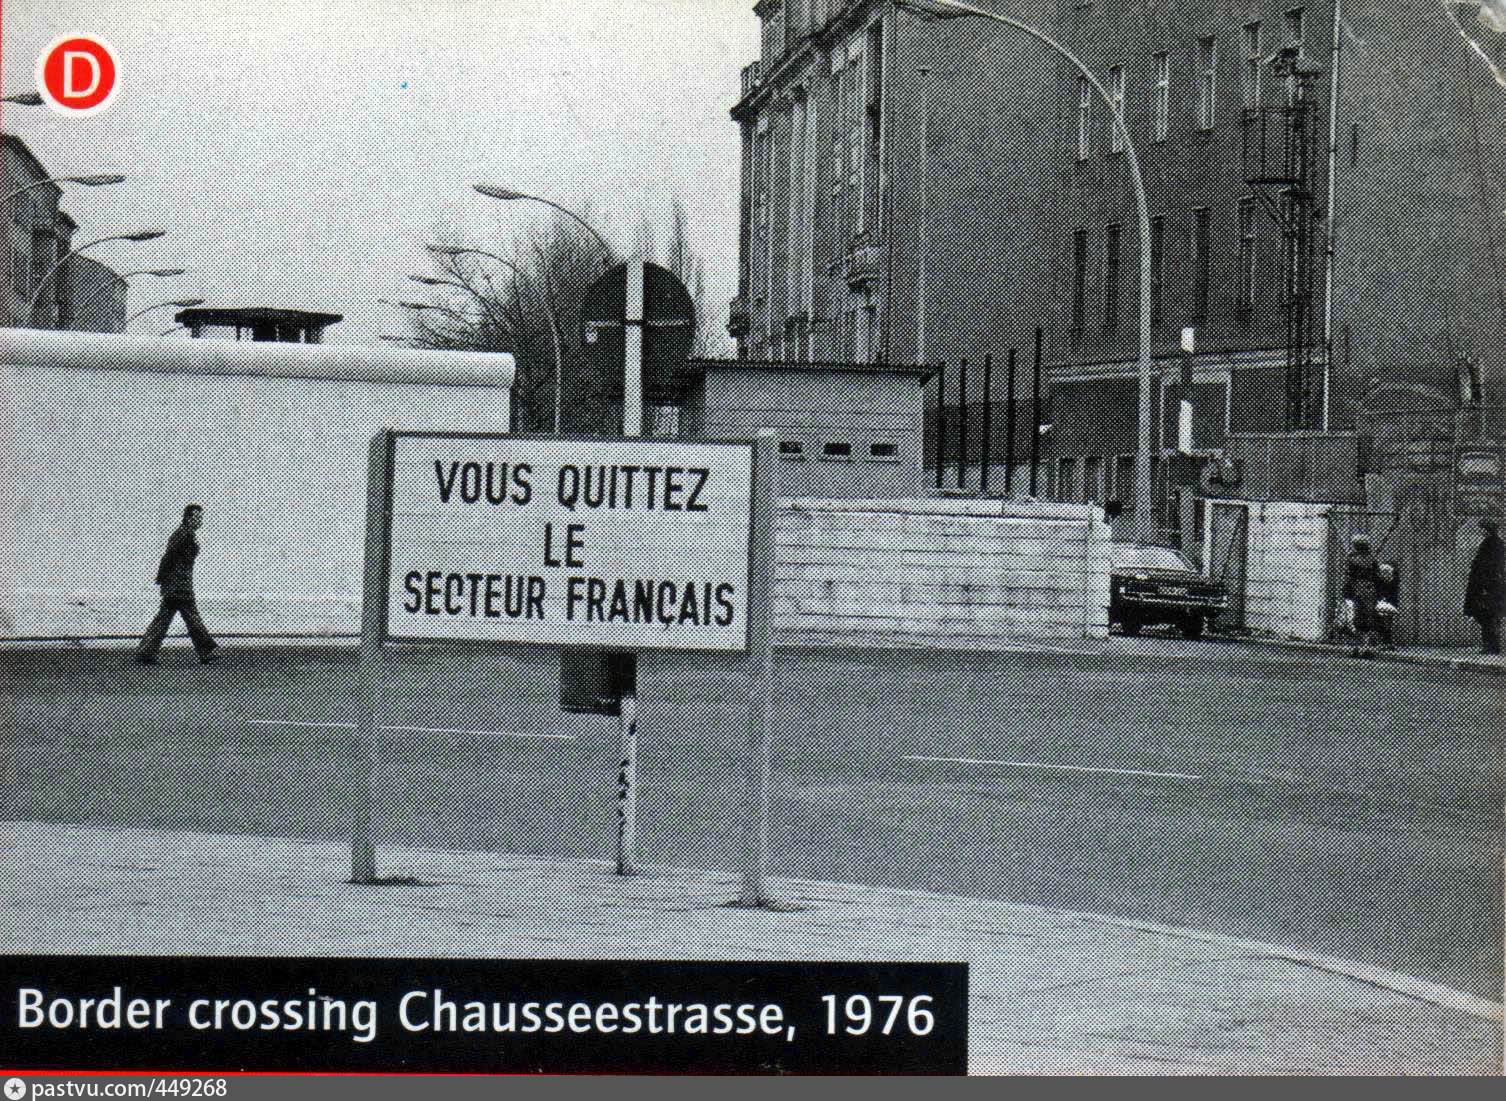 D
VOUS QUITTEZ
LE
SECTEUR FRANÇAIS
Border crossing Chausseestrasse, 1976
pastvu.com/449268